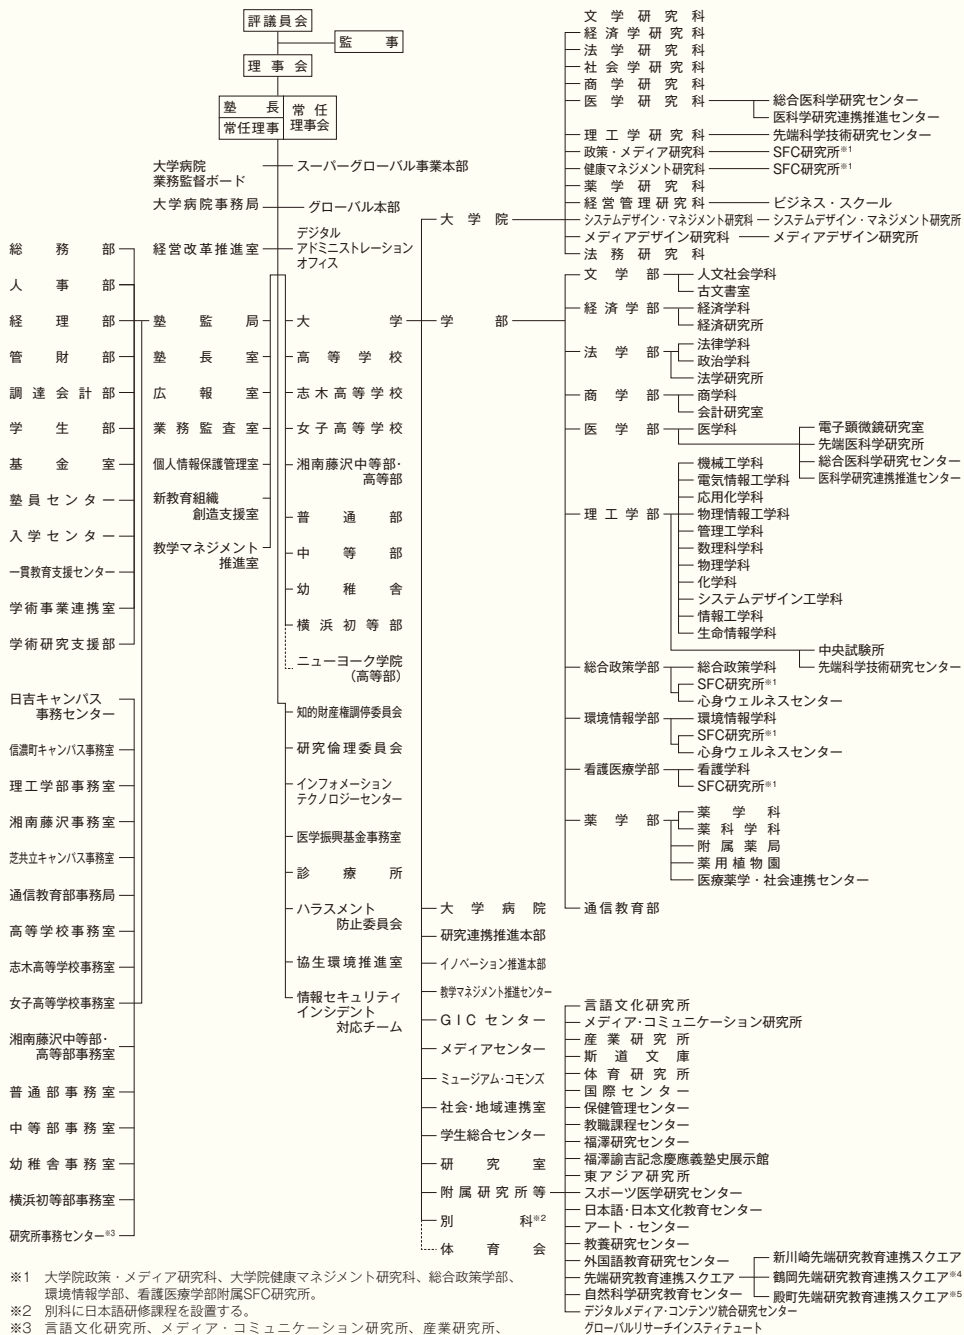 評議員会
監事
理事会
塾長
常任理事
常任
理事会
大学病院
業務監督ボード
スーパーグローバル事業本部
大学病院事務局
グローバル本部
経営改革推進室
デジタル
アドミニストレーション
オフィス
総務部
人事部
経理部
管財部
調達会計部
学生部
基金室
塾員センター
入学センター
一貫教育支援センター
学術事業連携室
学術研究支援部
日吉キャンパス
事務センター
信濃町キャンパス事務室
理工学部事務室
湘南藤沢事務室
芝共立キャンパス事務室
通信教育部事務局
高等学校事務室
志木高等学校事務室
女子高等学校事務室
湘南藤沢中等部・
高等部事務室
普通部事務室
中等部事務室
幼稚舎事務室
横浜初等部事務室
研究所事務センター※3
塾監局
塾長室
広報室
業務監査室
個人情報保護管理室
新教育組織
創造支援室
教学マネジメント
推進室
大学
高等学校
志木高等学校
女子高等学校
湘南藤沢中等部・
高等部
普通部
中等部
幼稚舎
横浜初等部
ニューヨーク学院
(高等部)
知的財産権調停委員会
研究倫理委員会
インフォメーション
テクノロジーセンター
医学振興基金事務室
診療所
ハラスメント
防止委員会
協生環境推進室
情報セキュリティ
インシデント
対応チーム
大学院
学部
大学病院
研究連携推進本部
イノベーション推進本部
教学マネジメント推進センター
GICセンター
メディアセンター
ミュージアム・コモンズ
社会・地域連携室
学生総合センター
研究室
附属研究所等
別科※2
体育会
文学研究科
経済学研究科
法学研究科
社会学研究科
商学研究科
医学研究科
総合医科学研究センター
医科学研究連携推進センター
理工学研究科
先端科学技術研究センター
政策・メディア研究科
SFC研究所※1
健康マネジメント研究科
SFC研究所※1
薬学研究科
経営管理研究科
ビジネス・スクール
システムデザイン・マネジメント研究科
システムデザイン・マネジメント研究所
メディアデザイン研究科
メディアデザイン研究所
法務研究科
文学部
人文社会学科
古文書室
経済学部
経済学科
経済研究所
法学部
法律学科
政治学科
法学研究所
商学部
商学科
会計研究室
医学部
医学科
電子顕微鏡研究室
先端医科学研究所
総合医科学研究センター
医科学研究連携推進センター
理工学部
機械工学科
電気情報工学科
応用化学科
物理情報工学科
管理工学科
数理科学科
物理学科
化学科
システムデザイン工学科
情報工学科
生命情報学科
中央試験所
先端科学技術研究センター
総合政策学部
総合政策学科
SFC研究所※1
心身ウェルネスセンター
環境情報学部
環境情報学科
SFC研究所※1
心身ウェルネスセンター
看護医療学部
看護学科
SFC研究所※1
薬学部
薬学科
薬科学科
附属薬局
薬用植物園
医療薬学・社会連携センター
通信教育部
言語文化研究所
メディア・コミュニケーション研究所
産業研究所
斯道文庫
体育研究所
国際センター
保健管理センター
教職課程センター
福澤研究センター
福澤諭吉記念慶應義塾史展示館
東アジア研究所
スポーツ医学研究センター
日本語・日本文化教育センター
アート・センター
教養研究センター
外国語教育研究センター
先端研究教育連携スクエア
新川崎先端研究教育連携スクエア
鶴岡先端研究教育連携スクエア※4
殿町先端研究教育連携スクエア※5
自然科学研究教育センター
デジタルメディア・コンテンツ統合研究センター
グローバルリサーチインスティテュート
※1 大学院政策・メディア研究科、大学院健康マネジメント研究科、総合政策学部、
環境情報学部、看護医療学部附属SFC研究所。
※2 別科に日本語研修課程を設置する。
※3 言語文化研究所、メディア・コミュニケーション研究所、産業研究所、